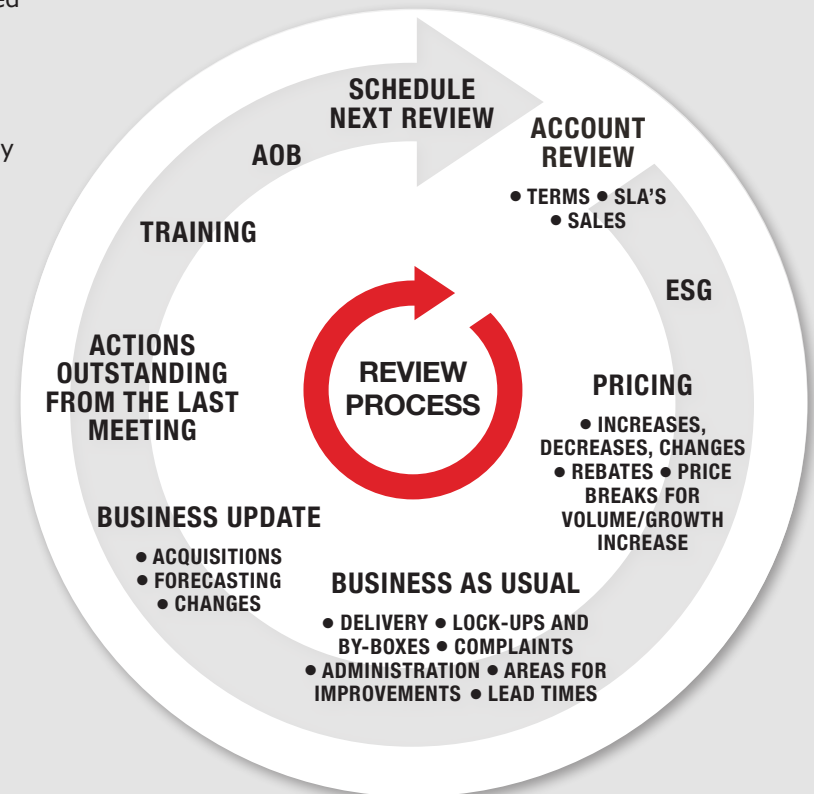 ed
y
SCHEDULE
NEXT REVIEW
ACCOUNT
REVIEW
● TERMS ● SLA'S
● SALES
ESG
PRICING
● INCREASES,
DECREASES, CHANGES
● REBATES ● PRICE
BREAKS FOR
VOLUME/GROWTH
INCREASE
BUSINESS AS USUAL
● DELIVERY ● LOCK-UPS AND
BY-BOXES ● COMPLAINTS
● ADMINISTRATION ● AREAS FOR
IMPROVEMENTS ● LEAD TIMES
BUSINESS UPDATE
● ACQUISITIONS
● FORECASTING
● CHANGES
ACTIONS
OUTSTANDING
FROM THE LAST
MEETING
TRAINING
AOB
REVIEW
PROCESS